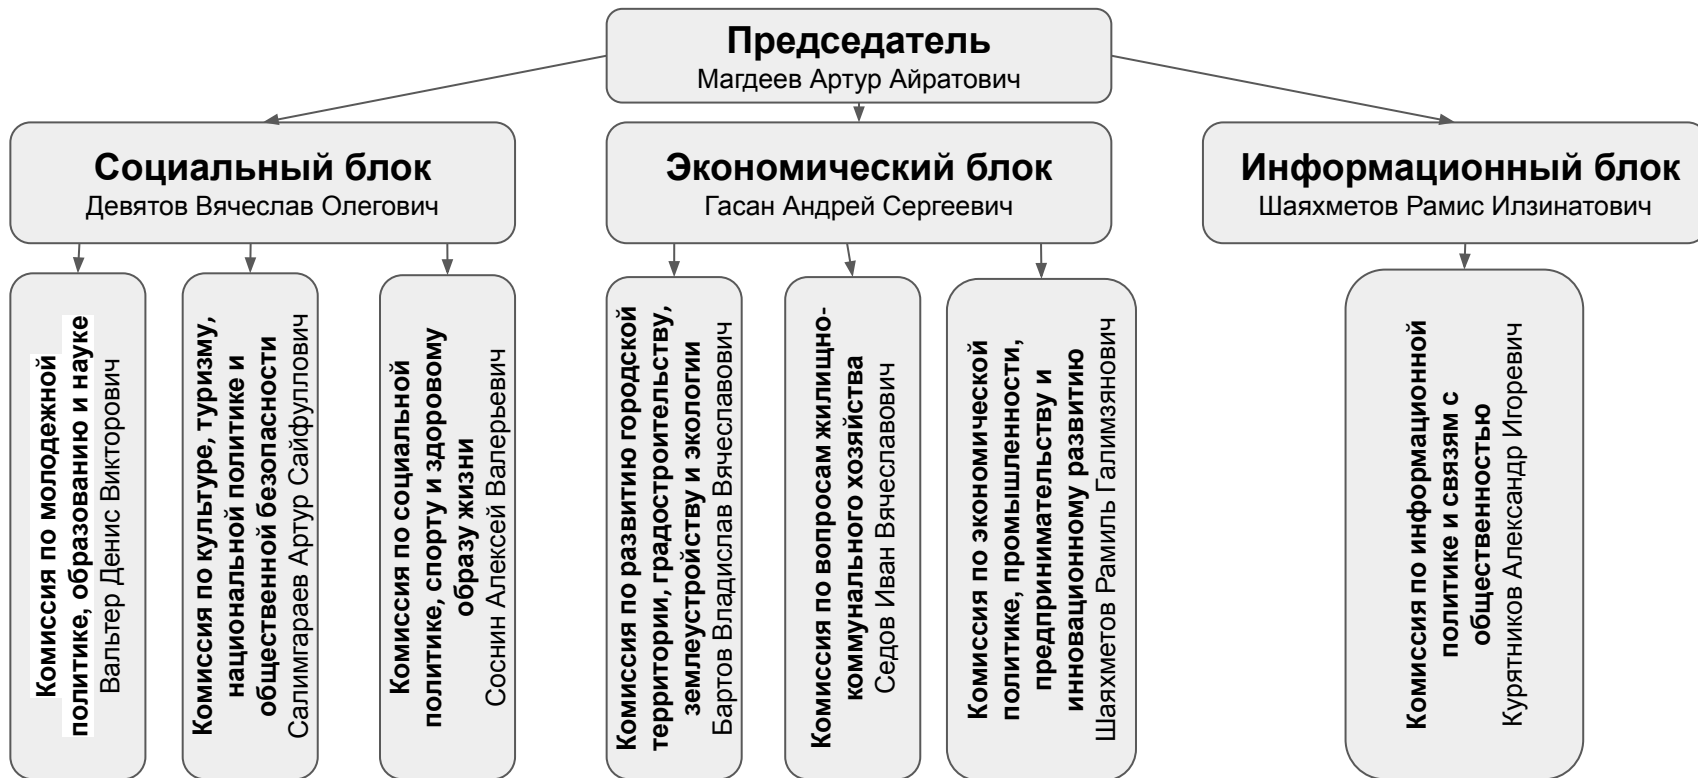 Председатель
Магдеев Артур Айратович
Социальный блок
Девятов Вячеслав Олегович
Экономический блок
Гасан Андрей Сергеевич
Информационный блок
Шаяхметов Рамис Илзинатович
Комиссия по молодежной
политике, образованию и науке
Вальтер Денис Викторович
Комиссия по культуре, туризму,
национальной политике и
общественной безопасности
Салимгараев Артур Сайфуллович
Комиссия по социальной
политике, спорту и здоровому
образу жизни
Соснин Алексей Валерьевич
Комиссия по развитию городской
территории, градостроительству,
землеустройству и экологии
Бартов Владислав Вячеславович
Комиссия по вопросам жилищно-
коммунального хозяйства
Седов Иван Вячеславович
Комиссия по экономической
политике, промышленности,
предпринимательству и
инновационному развитию
Шаяхметов Рамиль Галимзянович
Комиссия по информационной
политике и связям с
общественностью
Курятников Александр Игоревич